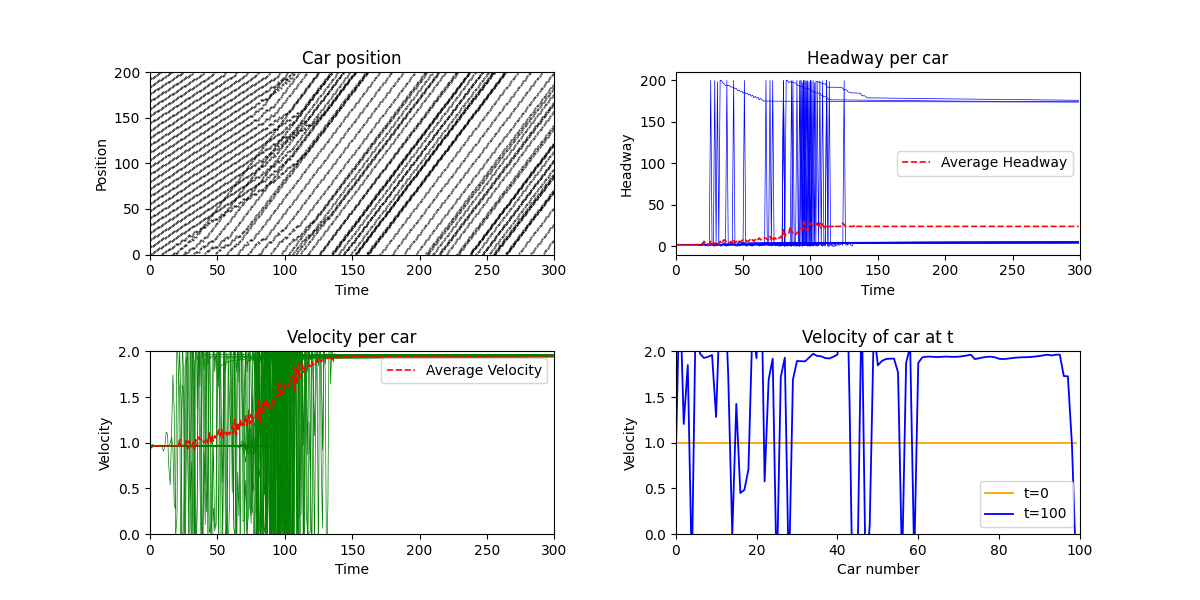 Car position
Position
200
150
100
50
0
0 50 100 150 200 250 300
Time
Headway per car
Headway
200
150
100
50
0
Average Headway
0 50 100 150 200 250 300
Time
Velocity per car
Velocity
2.0
1.5
1.0
0.5
0.0
Average Velocity
0 50 100 150 200 250 300
Time
Velocity of car at t
Velocity
2.0
1.5
1.0
0.5
0.0
t=0
t=100
0 20 40 60 80 100
Car number